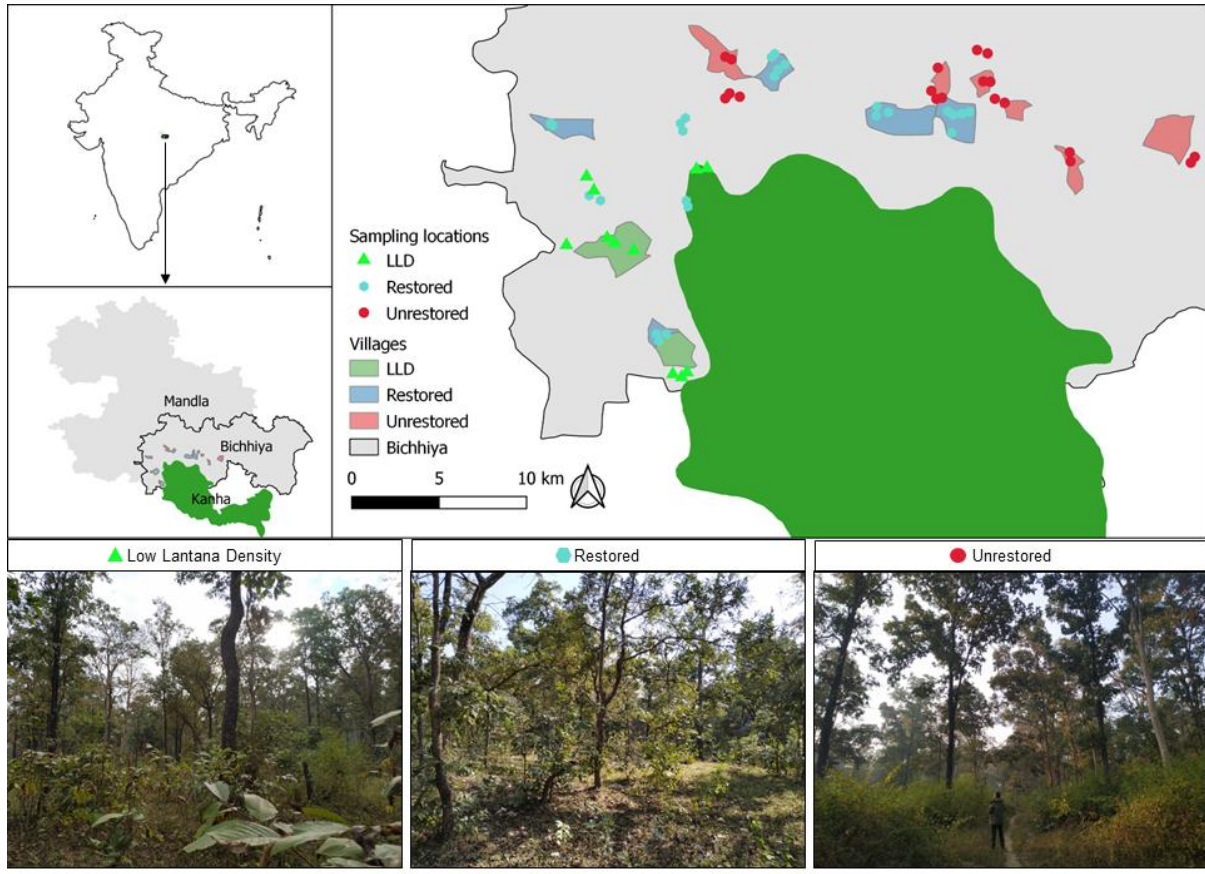 Mandla
Bichhiya
Kanha
Sampling locations
LLD
Restored
Unrestored
Villages
LLD
Restored
Unrestored
Bichhiya
0 5 10 km
Low Lantana Density
Restored
Unrestored